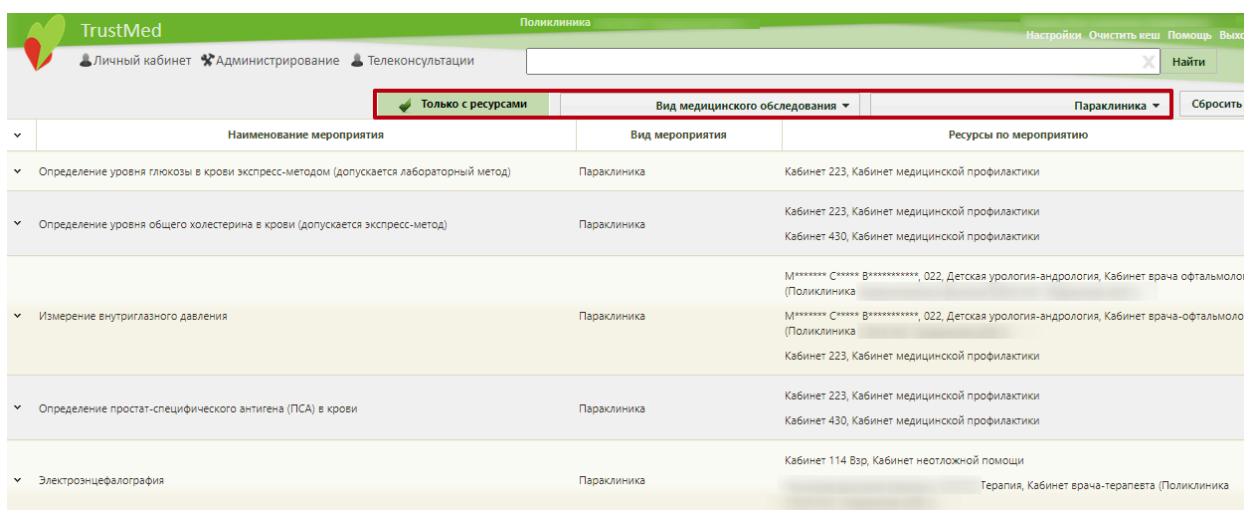 TrustMed
Поликлиника
Настройки Очистить кеш Помощь
Личный кабинет Администрирование Телеконсультации
Найти
Только с ресурсами Вид медицинского обследования Параклиника Сбросить
Наименование мероприятия Вид мероприятия Ресурсы по мероприятию
Определение уровня глюкозы в крови экспресс-методом (допускается лабораторный метод) Параклиника Кабинет 223, Кабинет медицинской профилактики
Кабинет 223, Кабинет медицинской профилактики
Определение уровня общего холестерина в крови (допускается экспресс-метод) Параклиника
Кабинет 430, Кабинет медицинской профилактики
М******* С***** В***********, 022, Детская урология-андрология, Кабинет врача офтальмолог
(Поликлиника
Измерение внутриглазного давления Параклиника
М******* С***** В***********, 022, Детская урология-андрология, Кабинет врача-офтальмоло
(Поликлиника
Кабинет 223, Кабинет медицинской профилактики
Кабинет 223, Кабинет медицинской профилактики
Определение простат-специфического антигена (ПСА) в крови Параклиника
Кабинет 430, Кабинет медицинской профилактики
Кабинет 114 Взр, Кабинет неотложной помощи
Электроэнцефалография Параклиника
Терапия, Кабинет врача-терапевта (Поликлиника